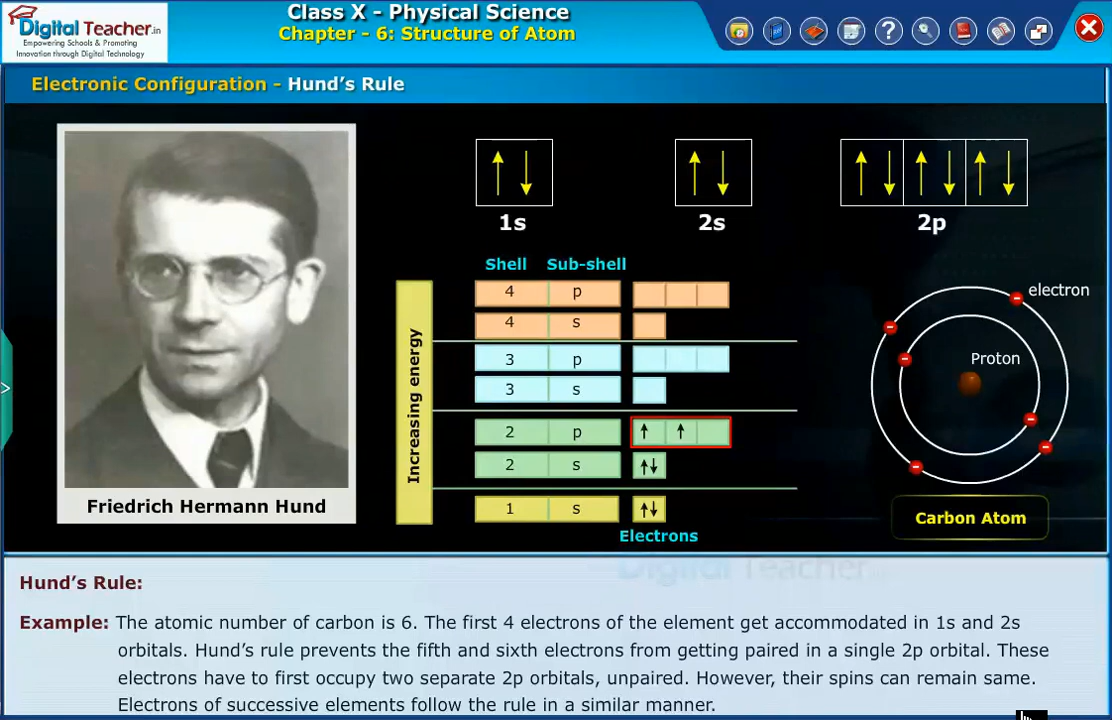 Digital Teacher.in
Empowering Schools & Promoting
Innovation through Digital Technology
Class X - Physical Science
Chapter - 6: Structure of Atom
?
Electronic Configuration - Hund's Rule
1s
2s
2p
Friedrich Hermann Hund
Increasing energy
Shell Sub-shell
4 p
4 s
3 p
3 s
2 p
2 s
1 s
Electrons
electron
Proton
Carbon Atom
Digital Teacher.in
Hund's Rule:
Example: The atomic number of carbon is 6. The first 4 electrons of the element get accommodated in 1s and 2s
orbitals. Hund's rule prevents the fifth and sixth electrons from getting paired in a single 2p orbital. These
electrons have to first occupy two separate 2p orbitals, unpaired. However, their spins can remain same.
Electrons of successive elements follow the rule in a similar manner.